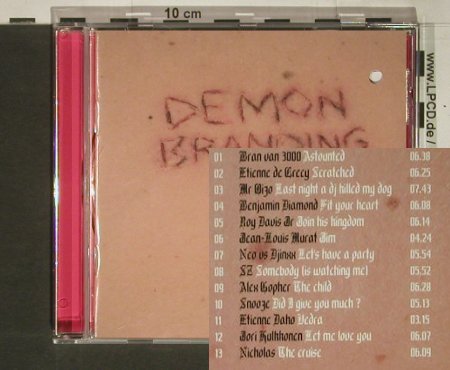 10 cm
www.LPCD.de /
DEMON
BRANDING
01 Bran van 3000 Astounted 06.38
02 Etienne de Crecy Scratched 06.25
03 Mr Oizo Last night a dj killed my dog 07.43
04 Benjamin Diamond Fit your heart 06.08
05 Roy Davis Jr Join his kingdom 06.14
06 Jean-Louis Murat Jim 04.24
07 Neo vs Djinxx Let's have a party 05.54
08 SZ Somebody (is watching me) 05.52
09 Alex Gopher The child 06.28
10 Snooze Did I give you much ? 05.13
11 Etienne Daho Idra 03.15
12 Jori Hulkkonen Let me love you 06.07
13 Nicholas The cruise 06.09